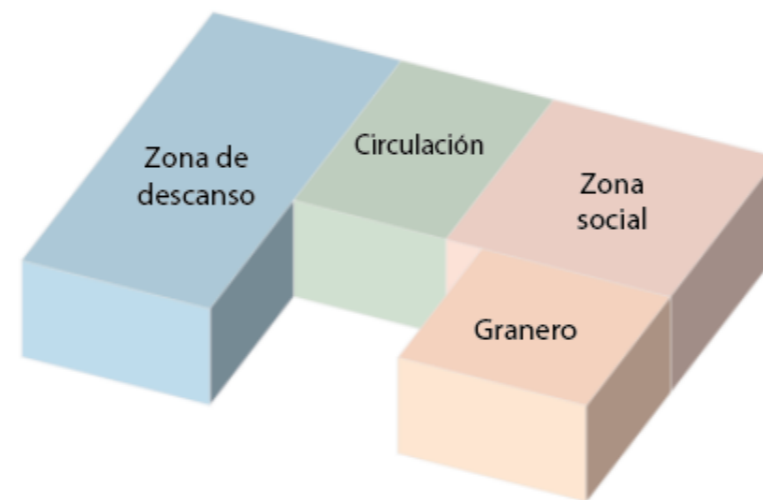 Zona de
descanso
Circulación
Zona
social
Granero